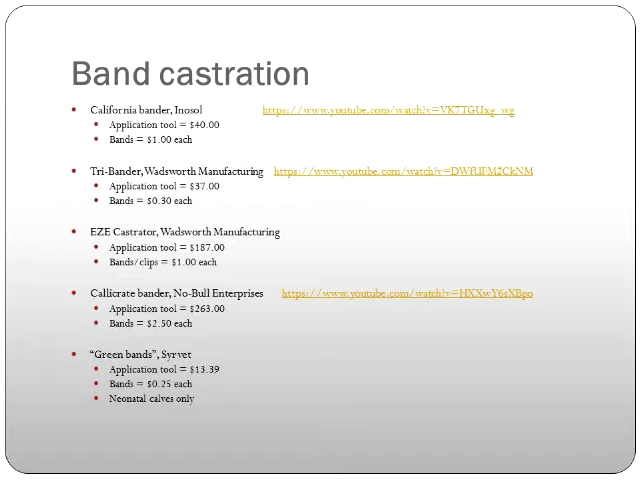 Band castration
California bander, Inosol https://www.youtube.com/watch?v=VK7TGUxg_wg
Application tool = $40.00
Bands = $1.00 each
Tri-Bander, Wadsworth Manufacturing https://www.youtube.com/watch?v=DWfUFM2CkNM
Application tool = $37.00
Bands = $0.30 each
EZE Castrator, Wadsworth Manufacturing
Application tool = $187.00
Bands/clips = $1.00 each
Callicrate bander, No-Bull Enterprises https://www.youtube.com/watch?v=HXXwY6sXBpo
Application tool = $263.00
Bands = $2.50 each
“Green bands”, Syrvet
Application tool = $13.39
Bands = $0.25 each
Neonatal calves only